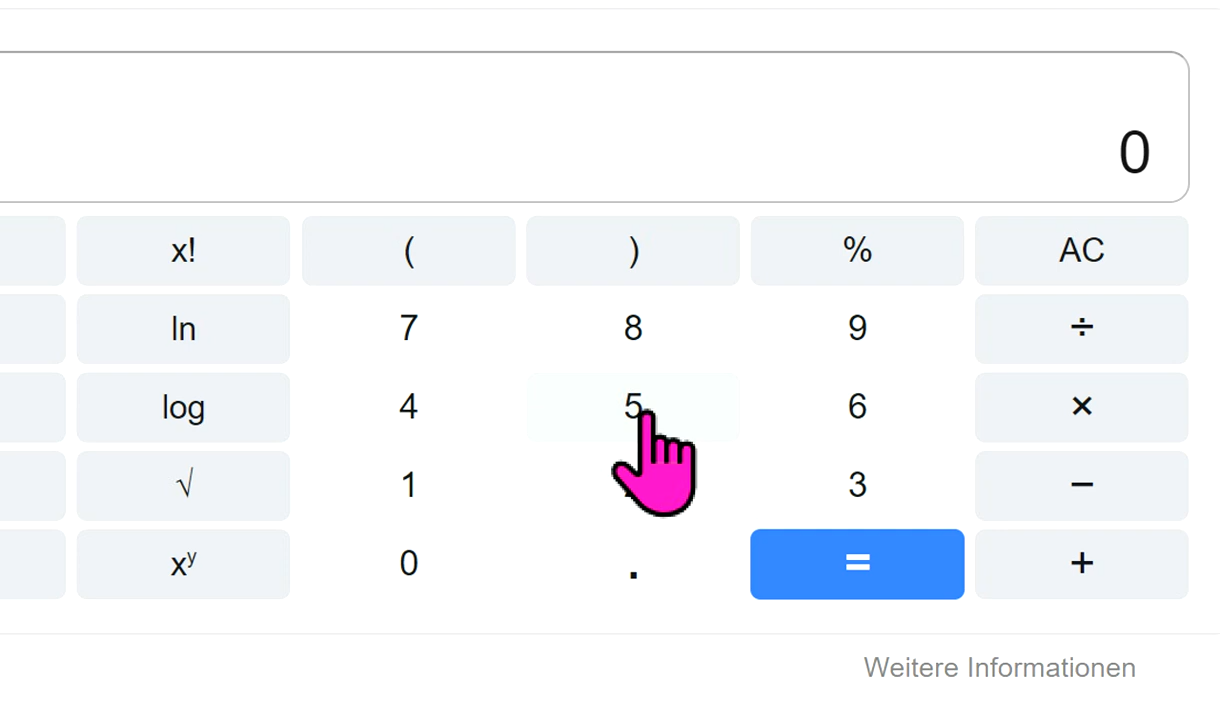 0
x! ( ) % AC
ln 7 8 9 ÷
log 4 5 6 ×
√ 1 3 −
xʸ 0 . = +
Weitere Informationen